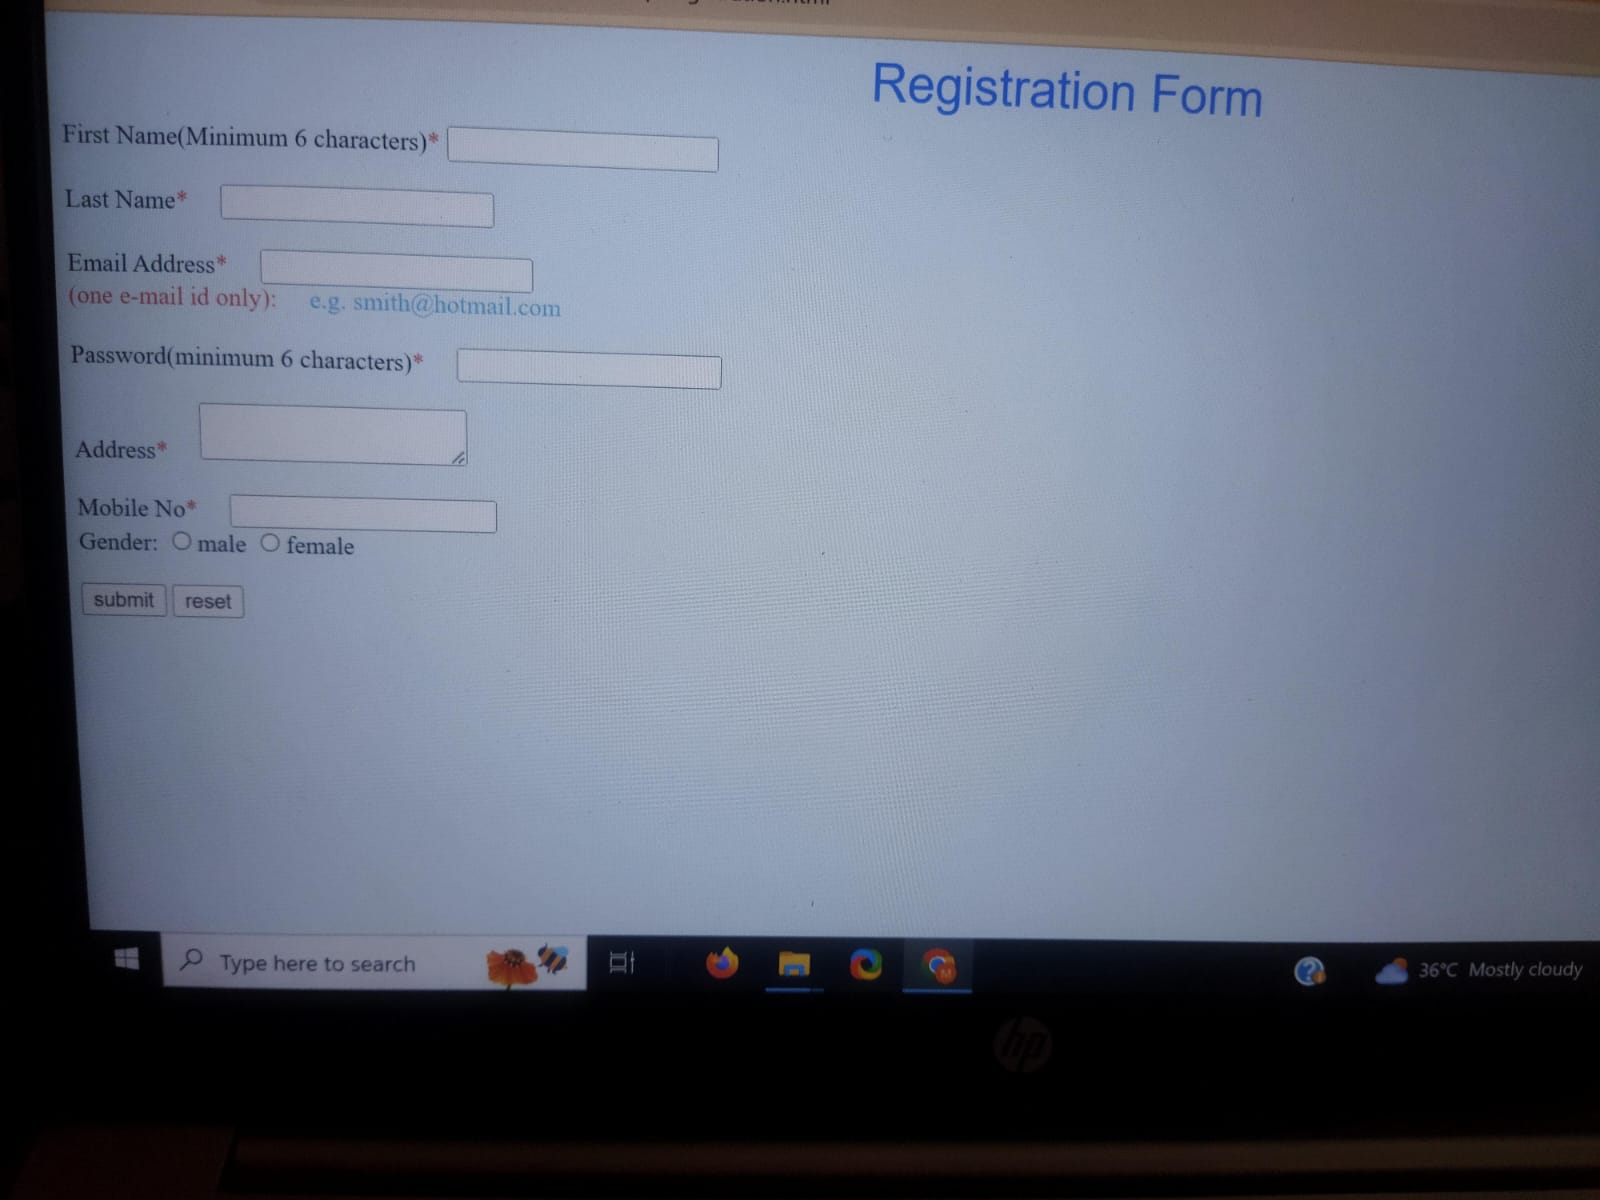 Registration Form
First Name(Minimum 6 characters)*
Last Name*
Email Address*
(one e-mail id only): e.g. smith@hotmail.com
Password(minimum 6 characters)*
Address*
Mobile No*
Gender: male female
submit reset
Type here to search
36°C Mostly cloudy
hp